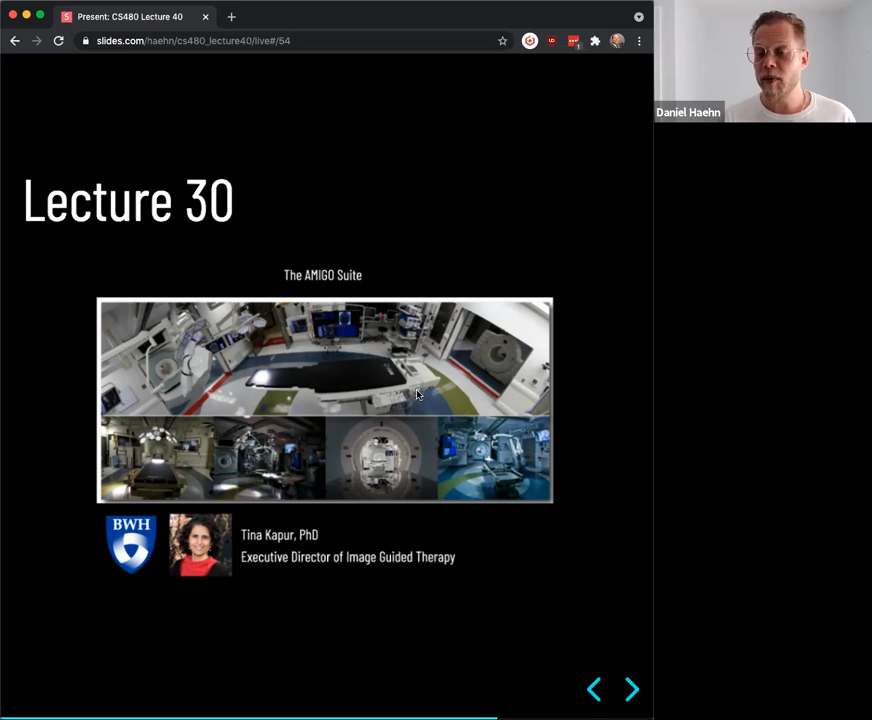 Present: CS480 Lecture 40
slides.com/haehn/cs480_lecture40/live#/54
Daniel Haehn
Lecture 30
The AMIGO Suite
BWH
Tina Kapur, PhD
Executive Director of Image Guided Therapy